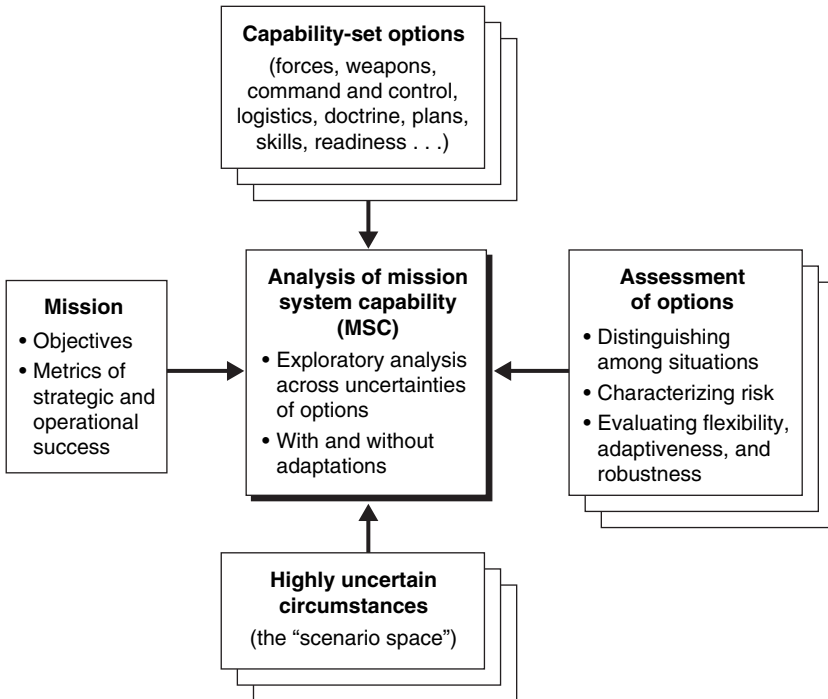 Capability-set options
(forces, weapons,
command and control,
logistics, doctrine, plans,
skills, readiness . . .)
Mission
• Objectives
• Metrics of
strategic and
operational
success
Analysis of mission
system capability
(MSC)
• Exploratory analysis
across uncertainties
of options
• With and without
adaptations
Assessment
of options
• Distinguishing
among situations
• Characterizing risk
• Evaluating flexibility,
adaptiveness, and
robustness
Highly uncertain
circumstances
(the “scenario space”)